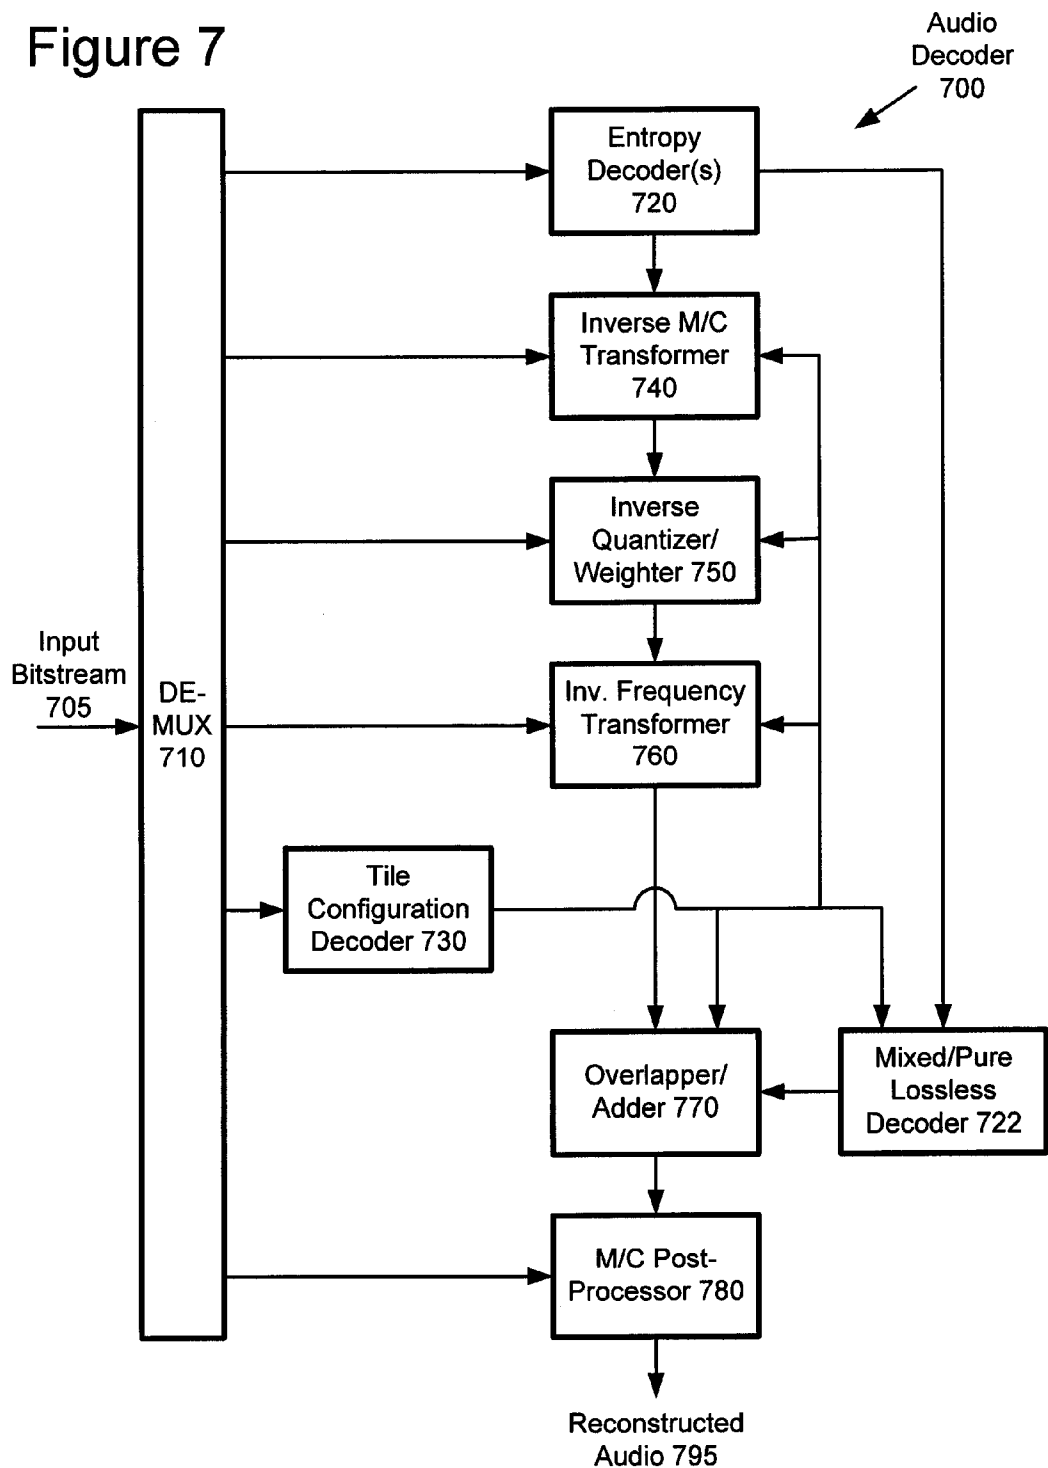 Figure 7
Audio
Decoder
700
Entropy
Decoder(s)
720
Inverse M/C
Transformer
740
Inverse
Quantizer/
Weighter 750
Input
Bitstream
705
DE-
MUX
710
Inv. Frequency
Transformer
760
Tile
Configuration
Decoder 730
Overlapper/
Adder 770
Mixed/Pure
Lossless
Decoder 722
M/C Post-
Processor 780
Reconstructed
Audio 795